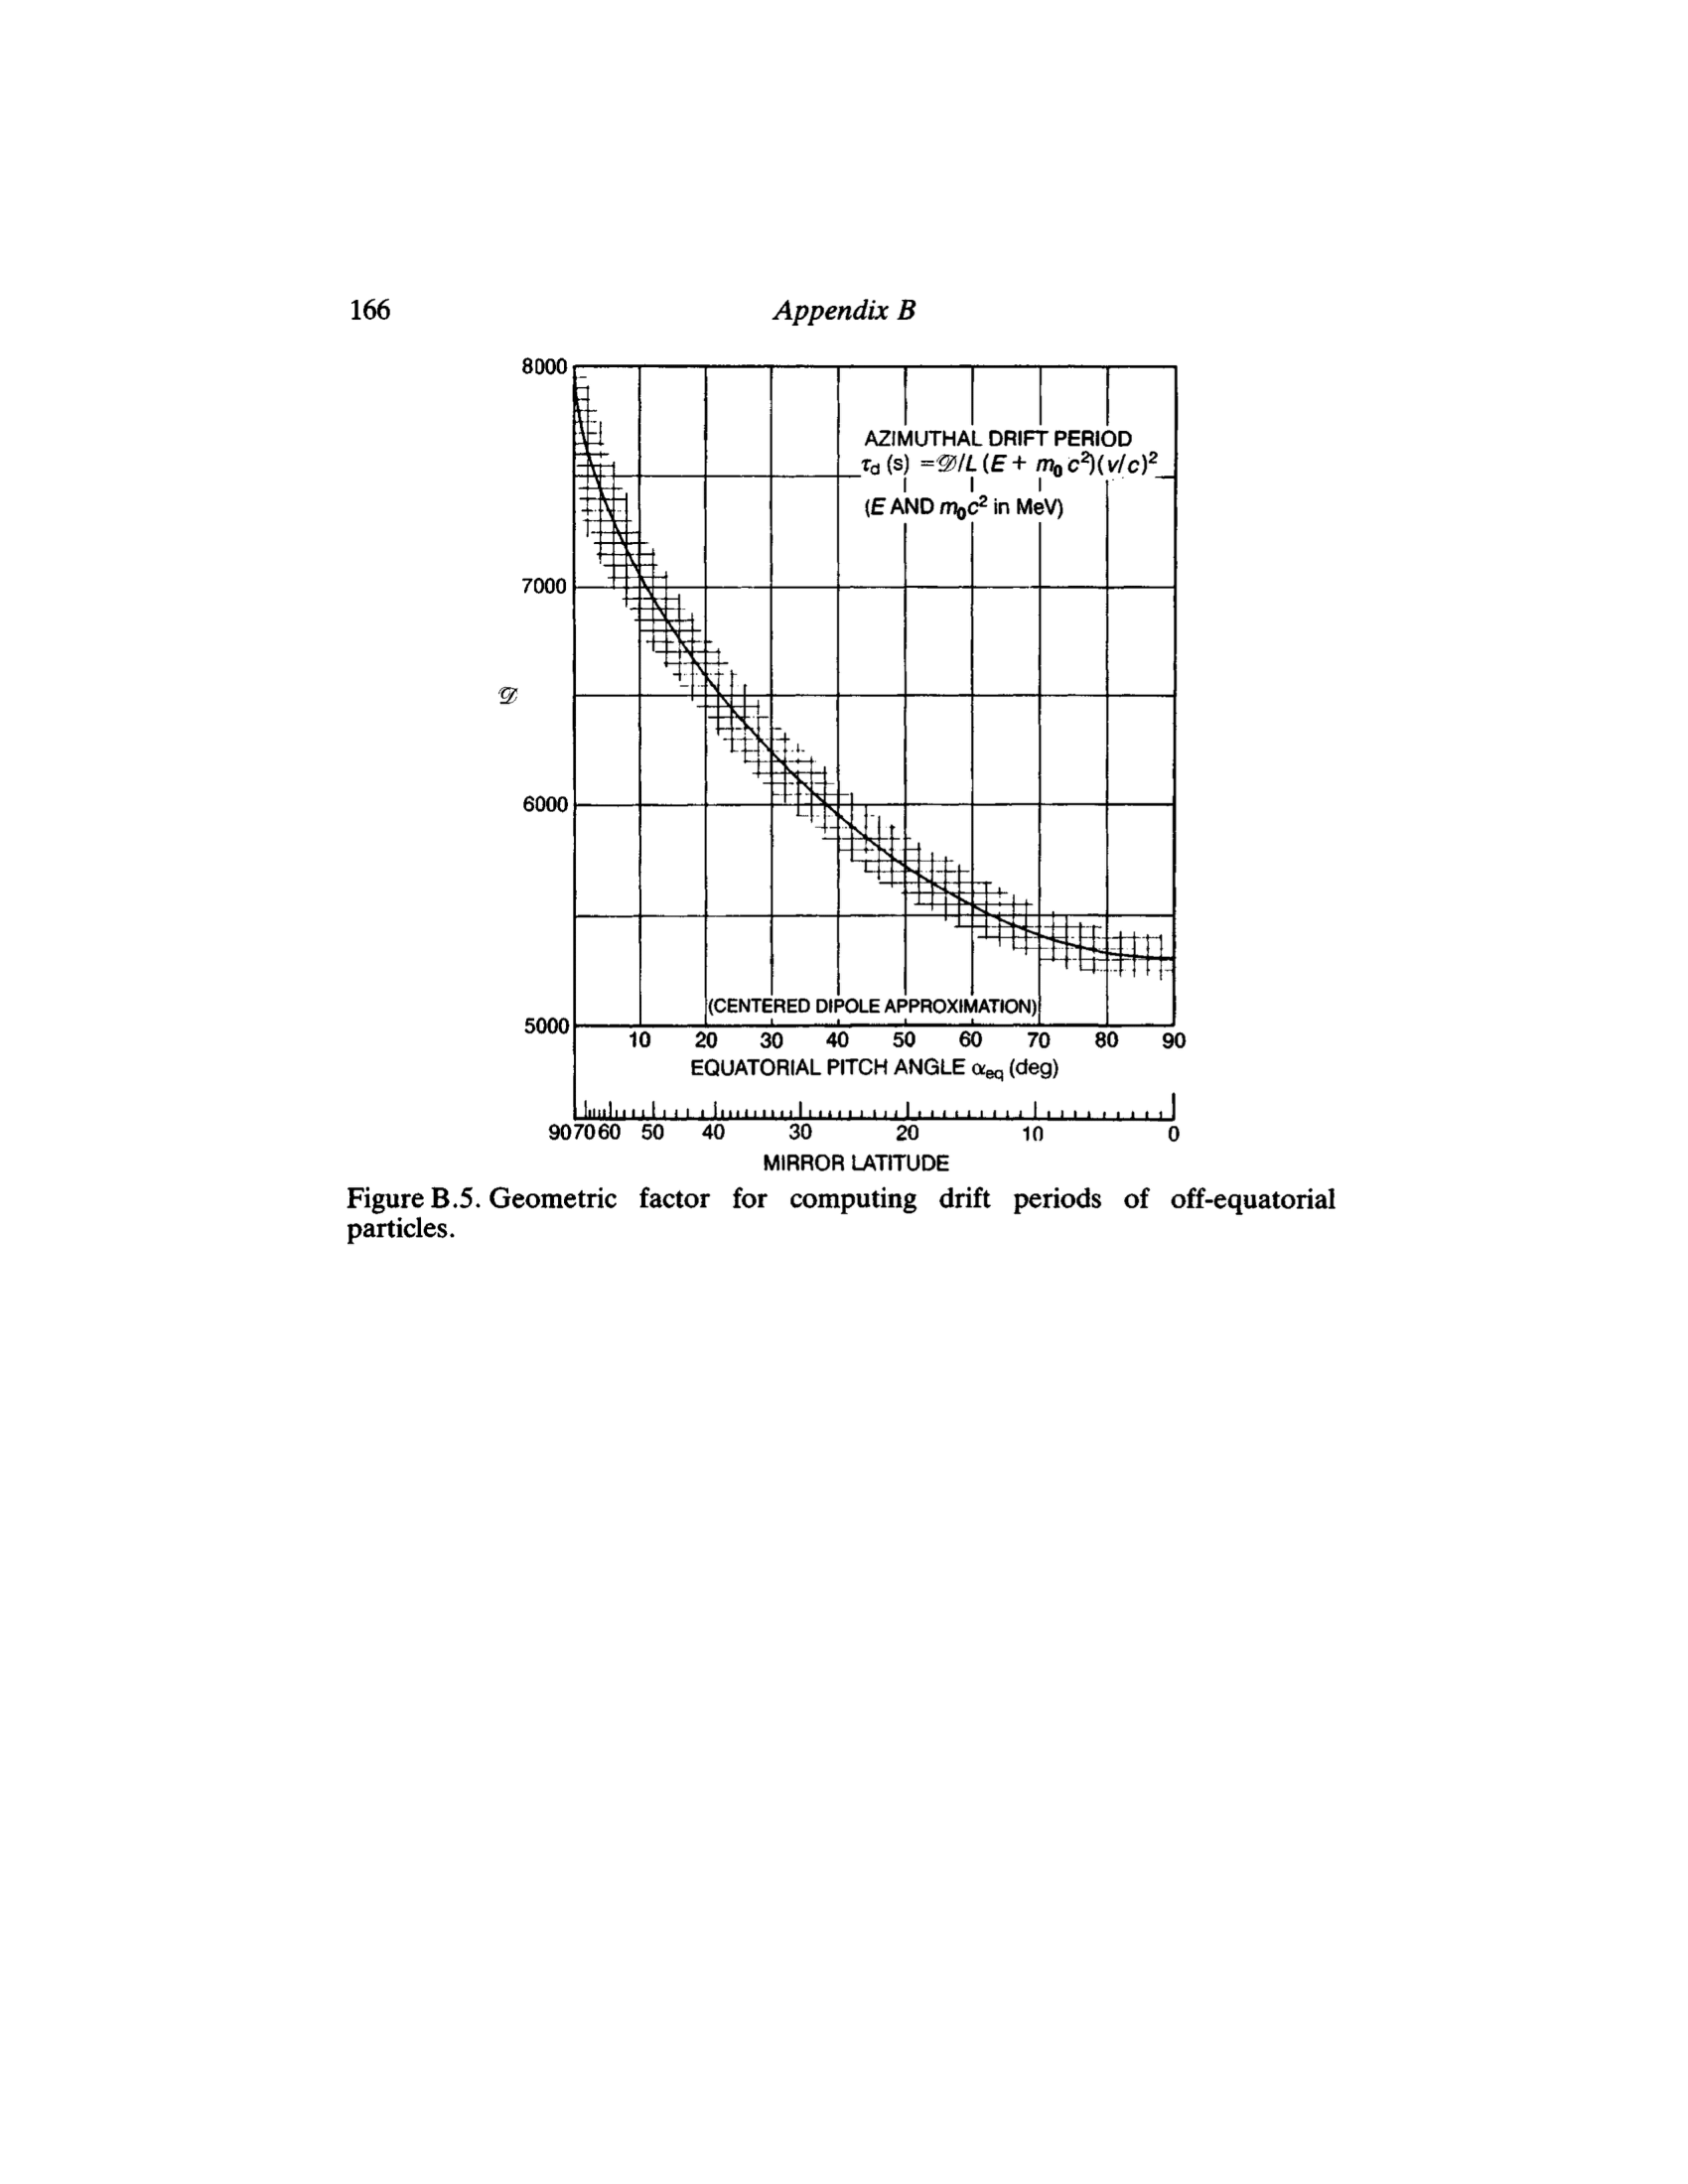 166
Appendix B
8000
AZIMUTHAL DRIFT PERIOD
τd (s) =𝒟/L (E + m₀ c²)(v/c)²
(E AND m₀c² in MeV)
7000
𝒟
6000
(CENTERED DIPOLE APPROXIMATION)
5000
10 20 30 40 50 60 70 80 90
EQUATORIAL PITCH ANGLE αeq (deg)
90 70 60 50 40 30 20 10 0
MIRROR LATITUDE
Figure B.5. Geometric factor for computing drift periods of off-equatorial
particles.